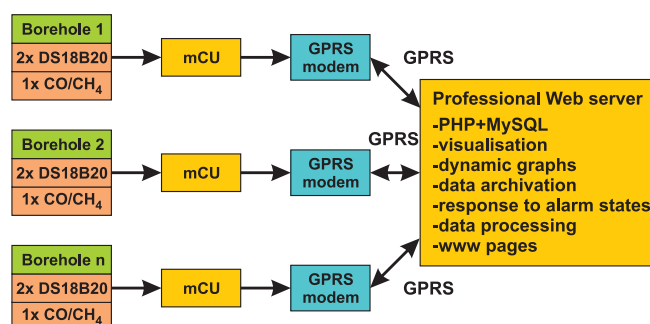 Borehole 1
2x DS18B20
1x CO/CH₄
mCU
GPRS
modem
GPRS
Borehole 2
2x DS18B20
1x CO/CH₄
mCU
GPRS
modem
GPRS
Borehole n
2x DS18B20
1x CO/CH₄
mCU
GPRS
modem
GPRS
Professional Web server
-PHP+MySQL
-visualisation
-dynamic graphs
-data archivation
-response to alarm states
-data processing
-www pages